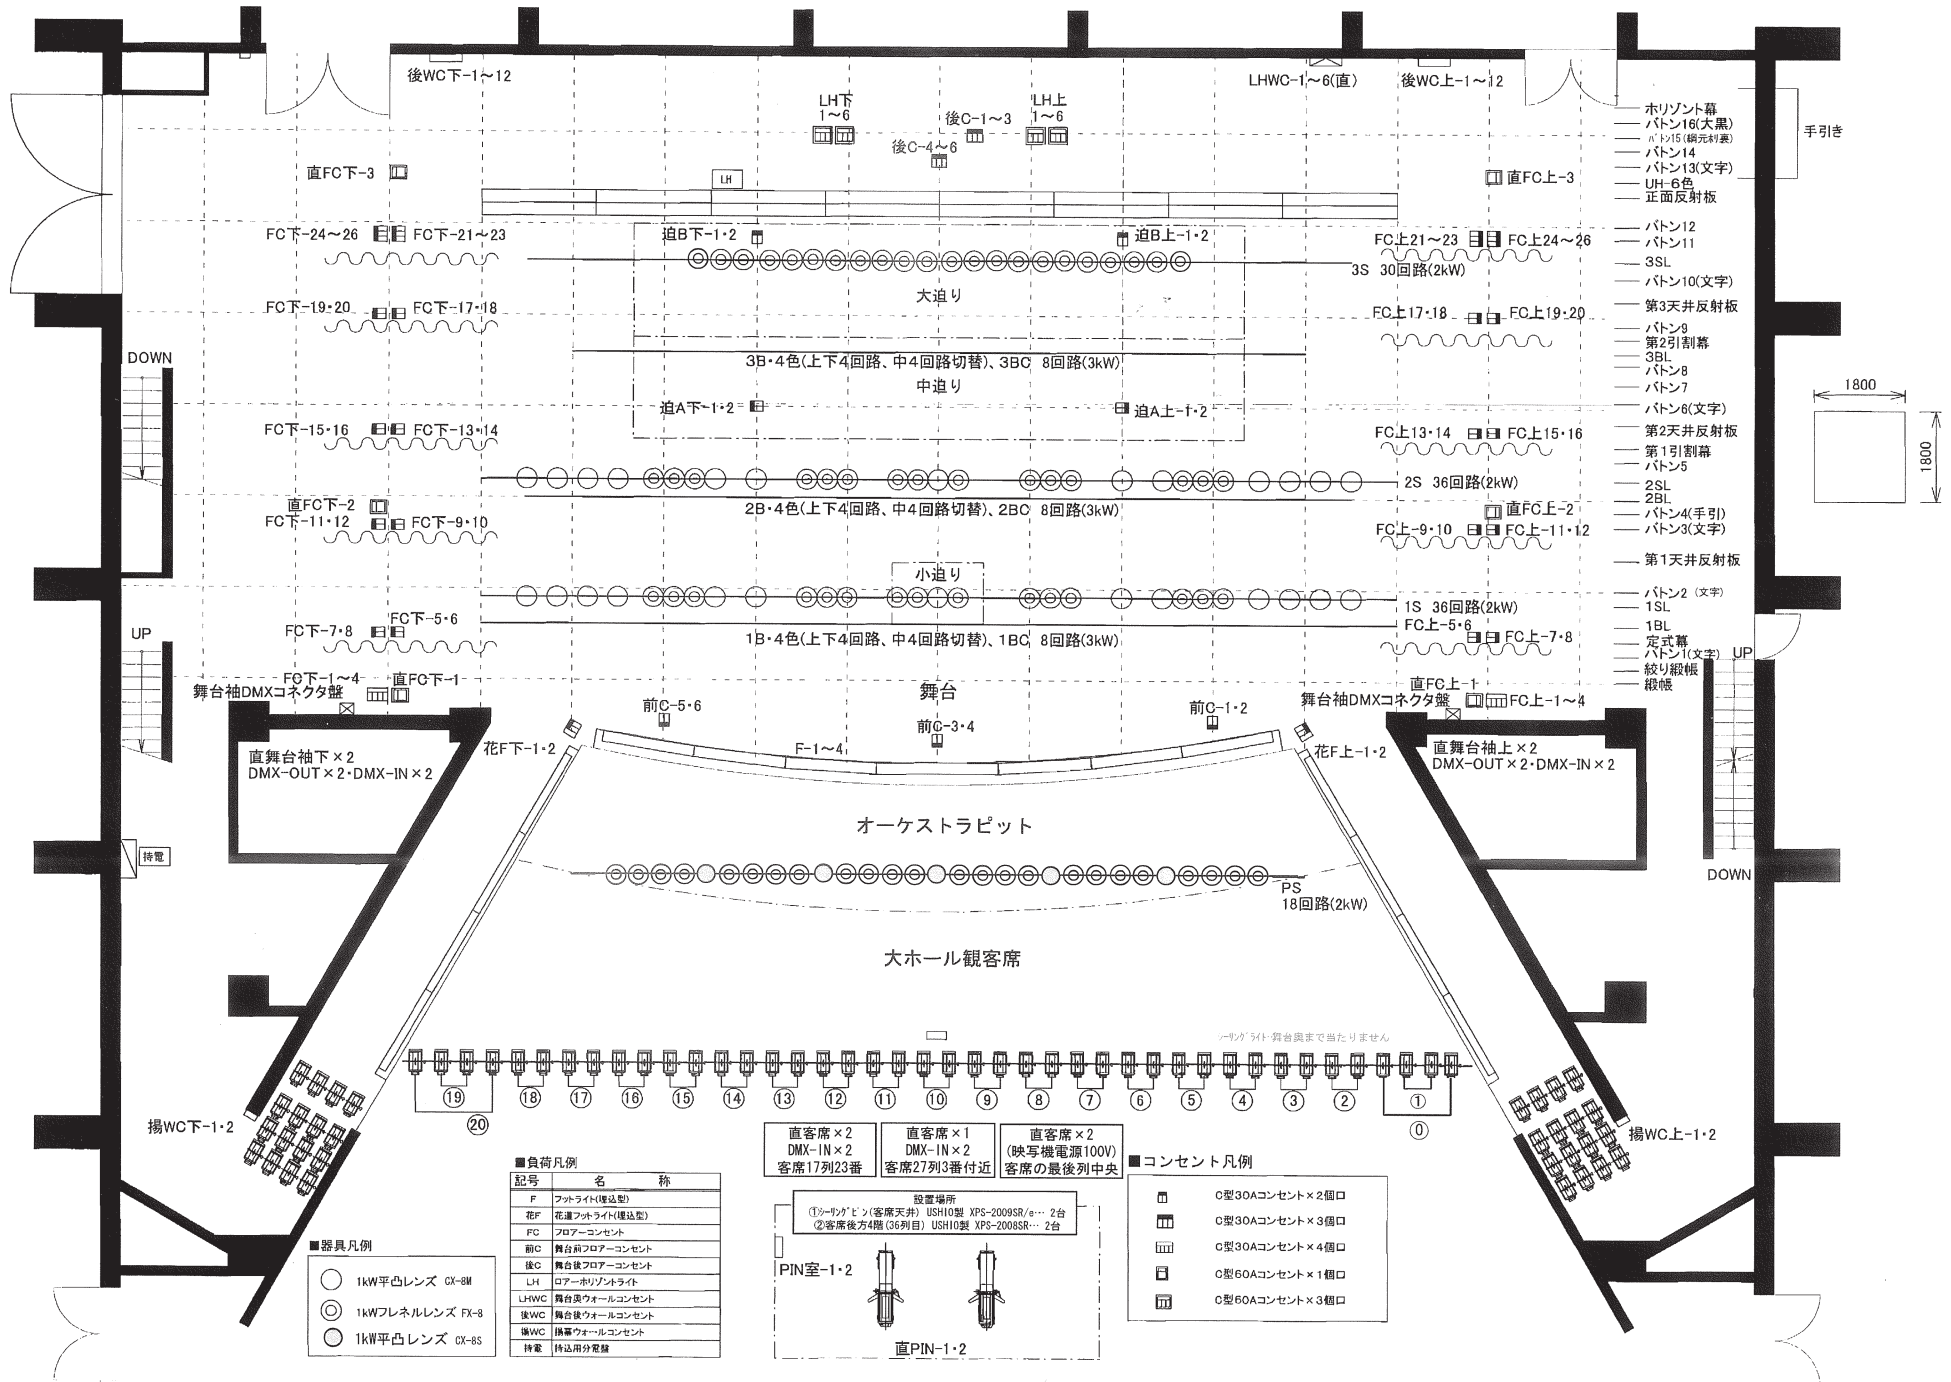 後WC下-1～12
LHWC-1～6(直)
後WC上-1～12
LH下
1～6
後C-1～3
LH上
1～6
後C-4～6
直FC下-3
LH
直FC上-3
FC下-24～26
FC下-21～23
迫B下-1・2
迫B上-1・2
FC上21～23
FC上24～26
3S 30回路(2kW)
大迫り
FC下-19・20
FC下-17・18
FC上17・18
FC上19・20
3B・4色(上下4回路、中4回路切替)、3BC 8回路(3kW)
中迫り
迫A下-1・2
迫A上-1・2
FC下-15・16
FC下-13・14
FC上13・14
FC上15・16
2S 36回路(2kW)
2B・4色(上下4回路、中4回路切替)、2BC 8回路(3kW)
直FC下-2
直FC上-2
FC下-11・12
FC下-9・10
FC上-9・10
FC上-11・12
小迫り
1S 36回路(2kW)
1B・4色(上下4回路、中4回路切替)、1BC 8回路(3kW)
FC下-7・8
FC下-5・6
FC上-5・6
FC上-7・8
FC下-1～4
直FC下-1
舞台袖DMXコネクタ盤
舞台
直FC上-1
舞台袖DMXコネクタ盤
FC上-1～4
ホリゾント幕
バトン16(大黒)
バトン14
バトン13(文字)
UH-6色
正面反射板
バトン12
バトン11
3SL
バトン10(文字)
第3天井反射板
バトン9
第2引割幕
3BL
バトン8
バトン7
バトン6(文字)
第2天井反射板
第1引割幕
バトン5
2SL
2BL
バトン4(手引)
バトン3(文字)
第1天井反射板
バトン2 (文字)
1SL
1BL
定式幕
バトン1(文字)
絞り緞帳
緞帳
手引き
1800
1800
DOWN
UP
UP
DOWN
前C-5・6
前C-3・4
前C-1・2
花F下-1・2
F-1～4
花F上-1・2
直舞台袖下×2
DMX-OUT×2・DMX-IN×2
直舞台袖上×2
DMX-OUT×2・DMX-IN×2
オーケストラピット
持電
PS
18回路(2kW)
大ホール観客席
シーリングライト・舞台奥まで当たりません
⑲ ⑱ ⑰ ⑯ ⑮ ⑭ ⑬ ⑫ ⑪ ⑩ ⑨ ⑧ ⑦ ⑥ ⑤ ④ ③ ② ①
⑳
⓪
揚WC下-1・2
揚WC上-1・2
直客席×2
DMX-IN×2
客席17列23番
直客席×1
DMX-IN×2
客席27列3番付近
直客席×2
(映写機電源100V)
客席の最後列中央
設置場所
①シーリングピン(客席天井) USHIO製 XPS-2009SR/e… 2台
②客席後方4階(36列目) USHIO製 XPS-2008SR… 2台
PIN室-1・2
直PIN-1・2
■器具凡例
1kW平凸レンズ CX-8M
1kWフレネルレンズ FX-8
1kW平凸レンズ CX-8S
■負荷凡例
記号 名 称
F フットライト(埋込型)
花F 花道フットライト(埋込型)
FC フロアーコンセント
前C 舞台前フロアーコンセント
後C 舞台後フロアーコンセント
LH ロアーホリゾントライト
LHWC 舞台奥ウォールコンセント
後WC 舞台後ウォールコンセント
揚WC 揚幕ウォールコンセント
持電 持込用分電盤
■コンセント凡例
C型30Aコンセント×2個口
C型30Aコンセント×3個口
C型30Aコンセント×4個口
C型60Aコンセント×1個口
C型60Aコンセント×3個口